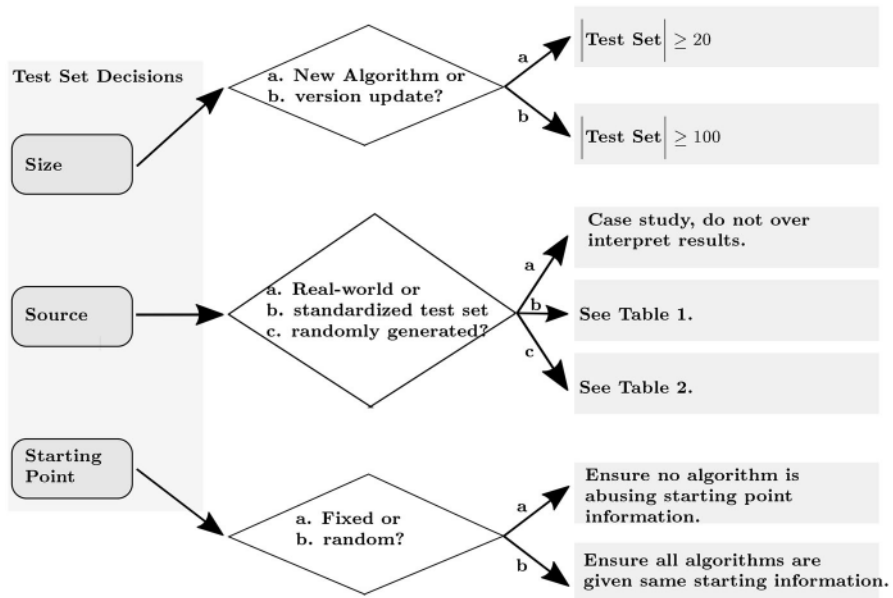 Test Set Decisions
Size
a. New Algorithm or
b. version update?
a
b
|Test Set| ≥ 20
|Test Set| ≥ 100
Source
a. Real-world or
b. standardized test set
c. randomly generated?
a
b
c
Case study, do not over
interpret results.
See Table 1.
See Table 2.
Starting
Point
a. Fixed or
b. random?
a
b
Ensure no algorithm is
abusing starting point
information.
Ensure all algorithms are
given same starting information.